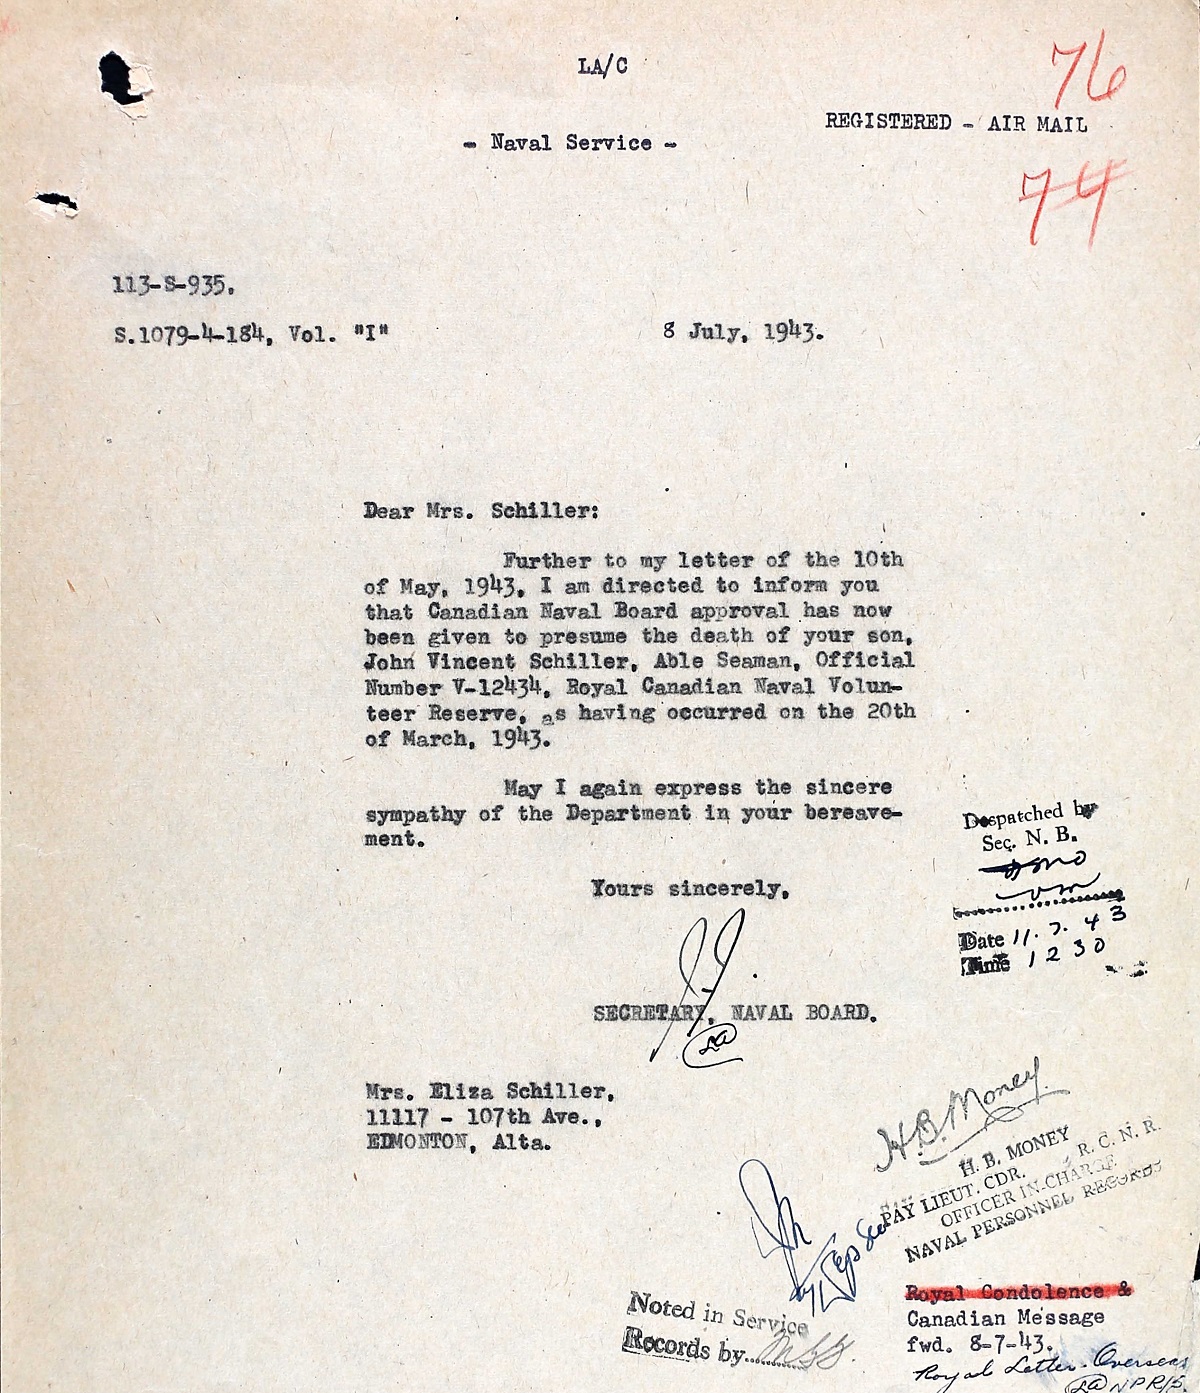 LA/C
76
REGISTERED - AIR MAIL
- Naval Service -
74
113-S-935.
S.1079-4-184, Vol. "I"
8 July, 1943.
Dear Mrs. Schiller:
Further to my letter of the 10th
of May, 1943, I am directed to inform you
that Canadian Naval Board approval has now
been given to presume the death of your son,
John Vincent Schiller, Able Seaman, Official
Number V-12434, Royal Canadian Naval Volun-
teer Reserve, as having occurred on the 20th
of March, 1943.
May I again express the sincere
sympathy of the Department in your bereave-
ment.
Despatched by
Sec. N. B.
Date 11.7.43
Time 1230
Yours sincerely,
SECRETARY, NAVAL BOARD.
LA
Mrs. Eliza Schiller,
11117 - 107th Ave.,
EDMONTON, Alta.
H.B. Money
H. B. MONEY
PAY LIEUT. CDR. R. C. N. R.
OFFICER IN-CHARGE
NAVAL PERSONNEL RECORDS
Noted in Service
Records by
Royal Condolence &
Canadian Message
fwd. 8-7-43.
Royal Letter - Overseas
LA NPR/5